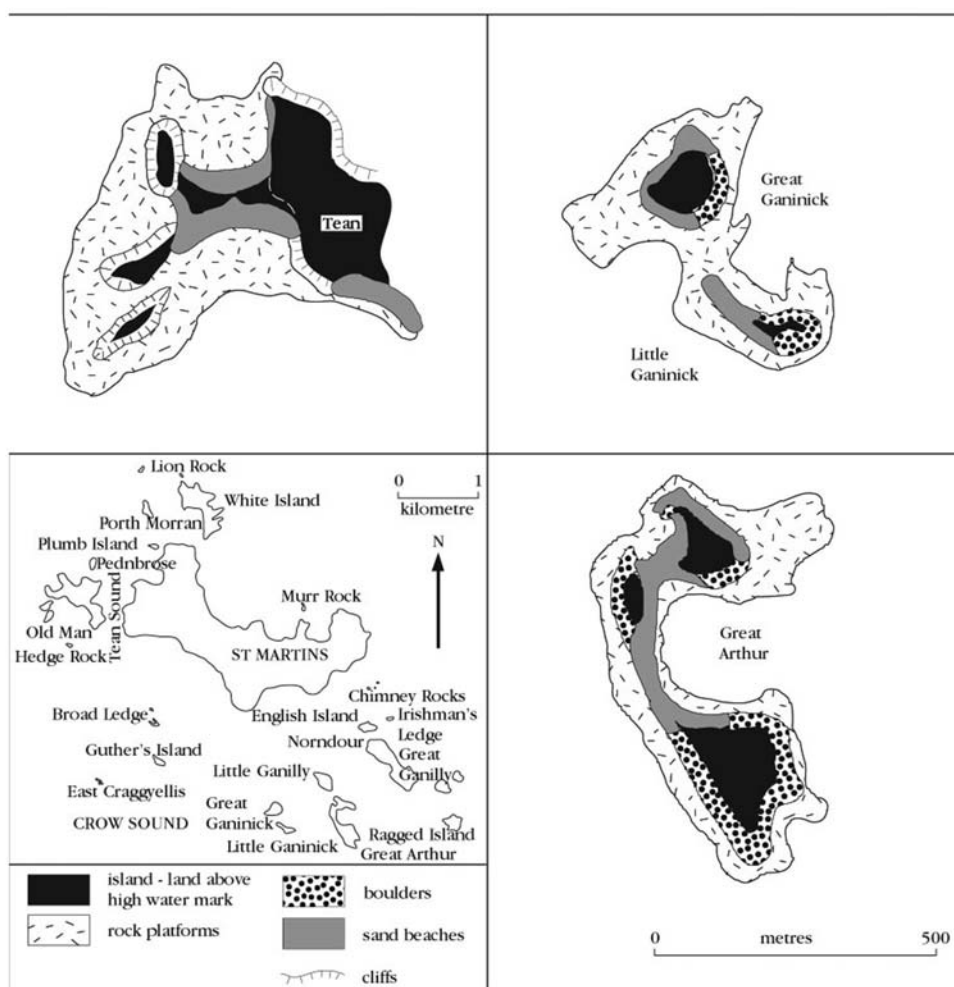 Tean
Great
Ganinick
Little
Ganinick
Lion Rock
0 1
kilometre
White Island
Porth Morran
Plumb Island
Pednbrose
N
Tean Sound
Murr Rock
Old Man
Hedge Rock
ST MARTINS
Chimney Rocks
Broad Ledge
English Island
Irishman's
Ledge
Norndour
Great
Ganilly
Guther's Island
Little Ganilly
East Craggyellis
Great
Ganinick
CROW SOUND
Little Ganinick
Ragged Island
Great Arthur
Great
Arthur
island - land above
high water mark
boulders
rock platforms
sand beaches
cliffs
0 metres 500